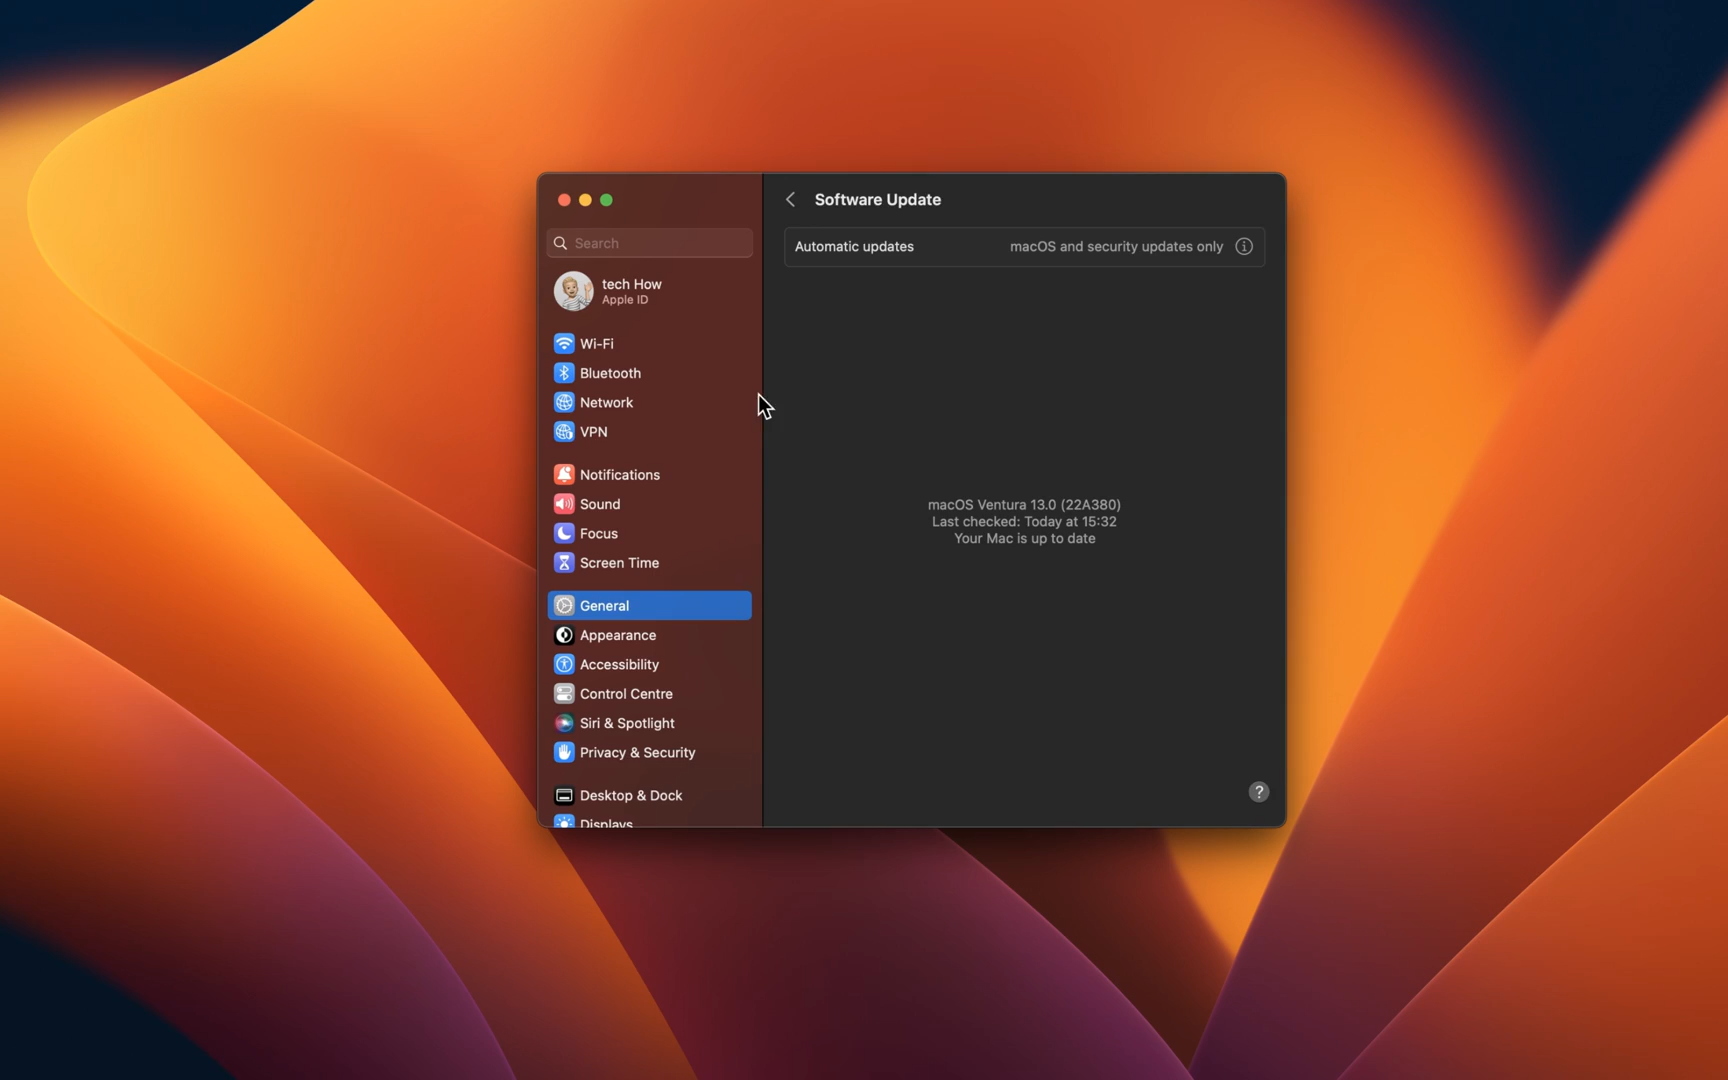 Software Update
Search
Automatic updates
macOS and security updates only
tech How
Apple ID
Wi-Fi
Bluetooth
Network
VPN
Notifications
Sound
Focus
Screen Time
General
Appearance
Accessibility
Control Centre
Siri & Spotlight
Privacy & Security
Desktop & Dock
Displays
macOS Ventura 13.0 (22A380)
Last checked: Today at 15:32
Your Mac is up to date
?